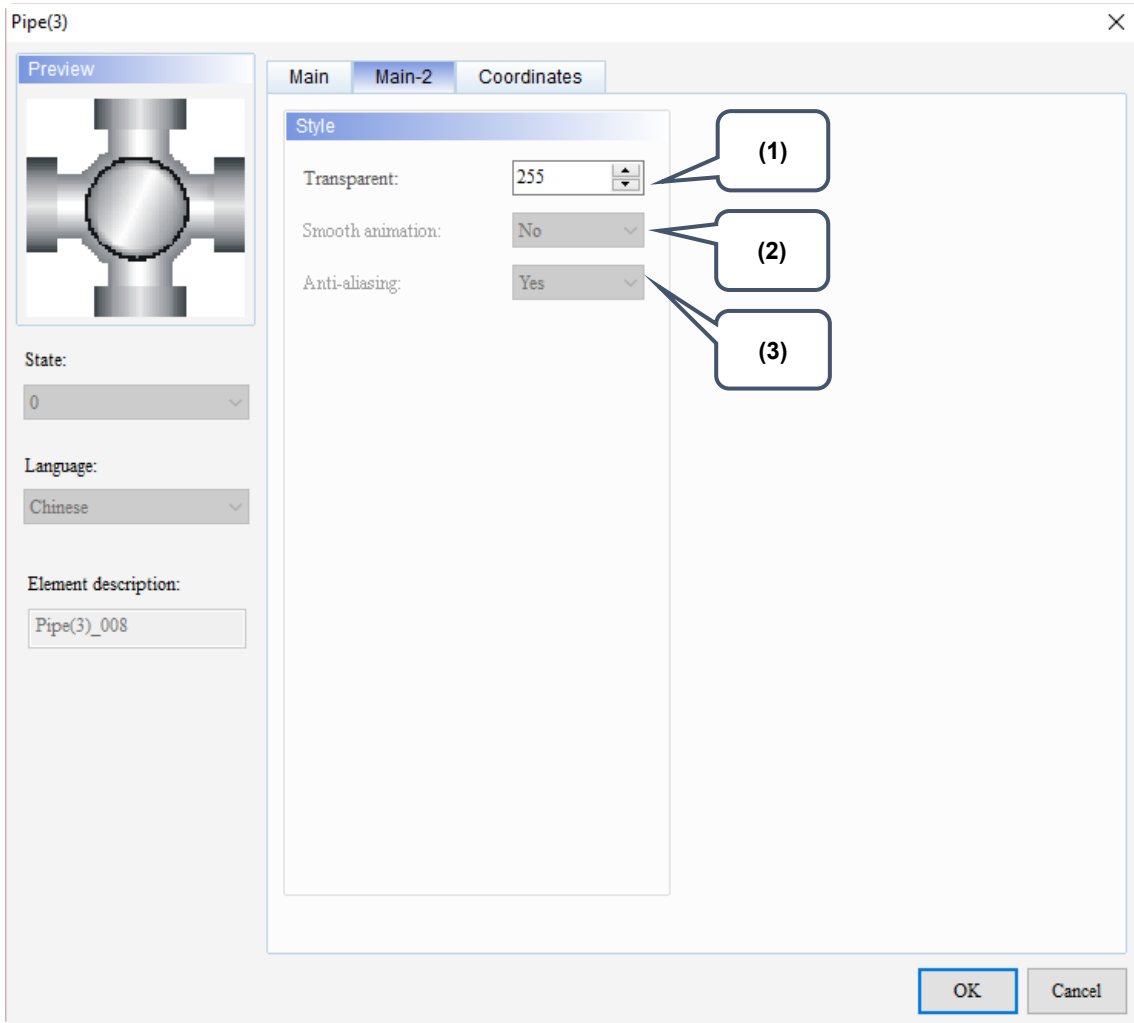 Pipe(3)
Preview
Main Main-2 Coordinates
Style
Transparent: 255
(1)
Smooth animation: No
(2)
Anti-aliasing: Yes
(3)
State:
0
Language:
Chinese
Element description:
Pipe(3)_008
OK Cancel